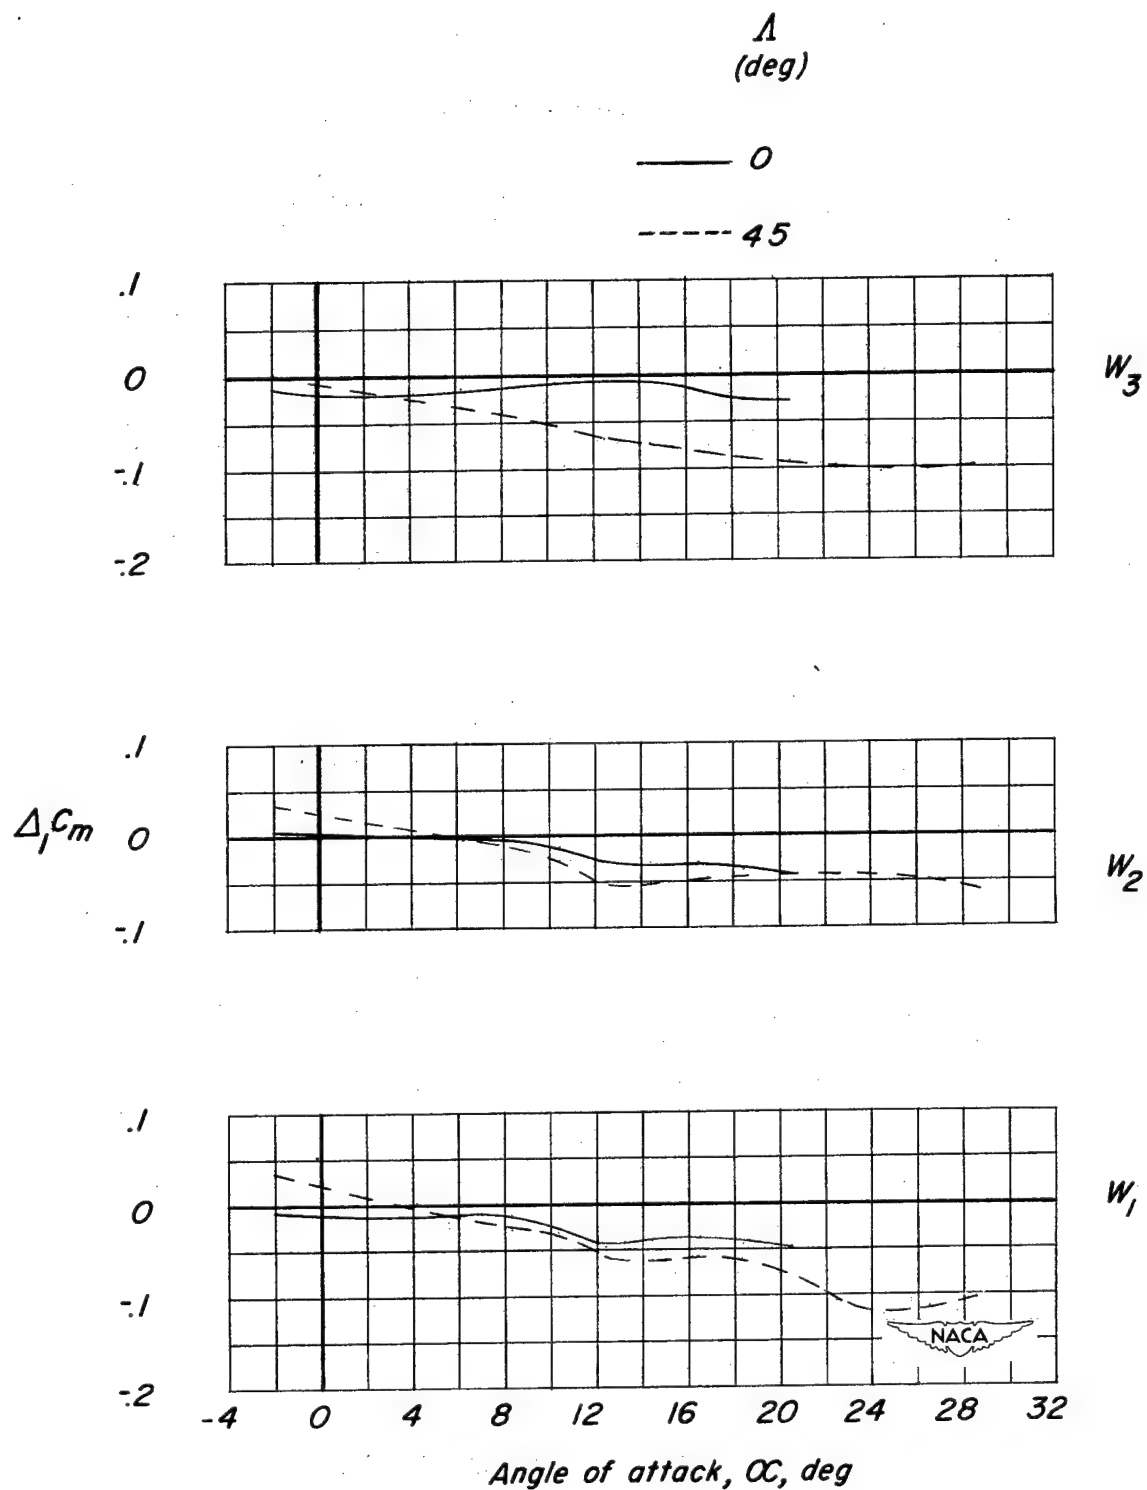 Λ
(deg)
0
45
.1
0
-.1
-.2
W3
.1
Δ1Cm 0
-.1
W2
.1
0
-.1
-.2
W1
NACA
-4 0 4 8 12 16 20 24 28 32
Angle of attack, α, deg